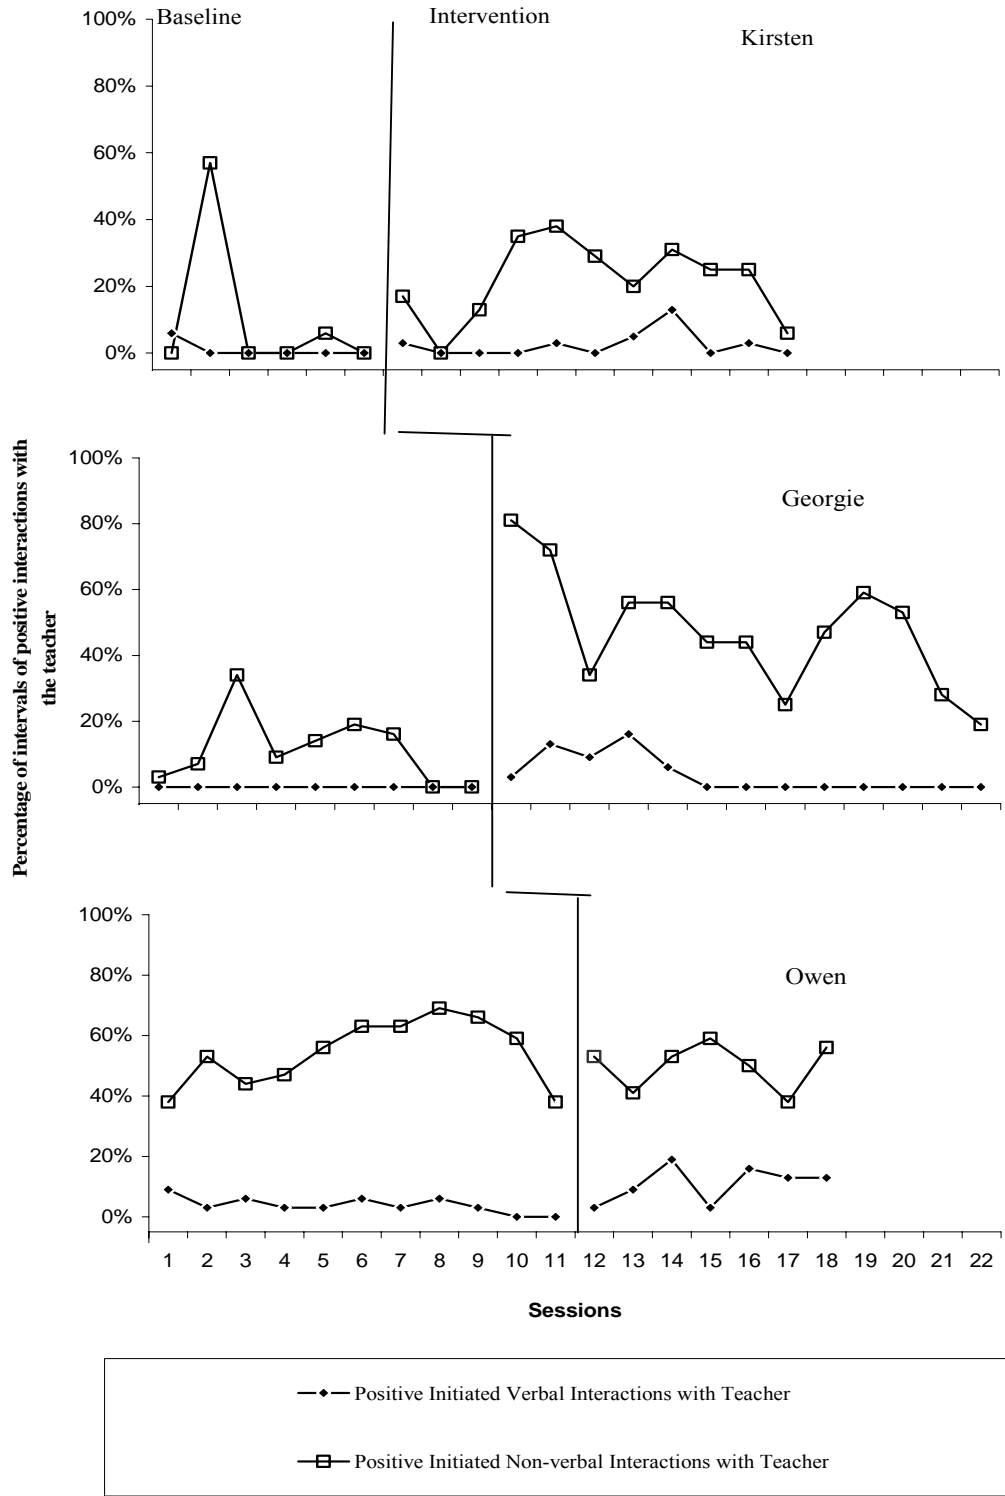 Baseline
Intervention
Kirsten
100%
80%
60%
40%
20%
0%
Percentage of intervals of positive interactions with
the teacher
Georgie
100%
80%
60%
40%
20%
0%
Owen
100%
80%
60%
40%
20%
0%
1 2 3 4 5 6 7 8 9 10 11 12 13 14 15 16 17 18 19 20 21 22
Sessions
Positive Initiated Verbal Interactions with Teacher
Positive Initiated Non-verbal Interactions with Teacher